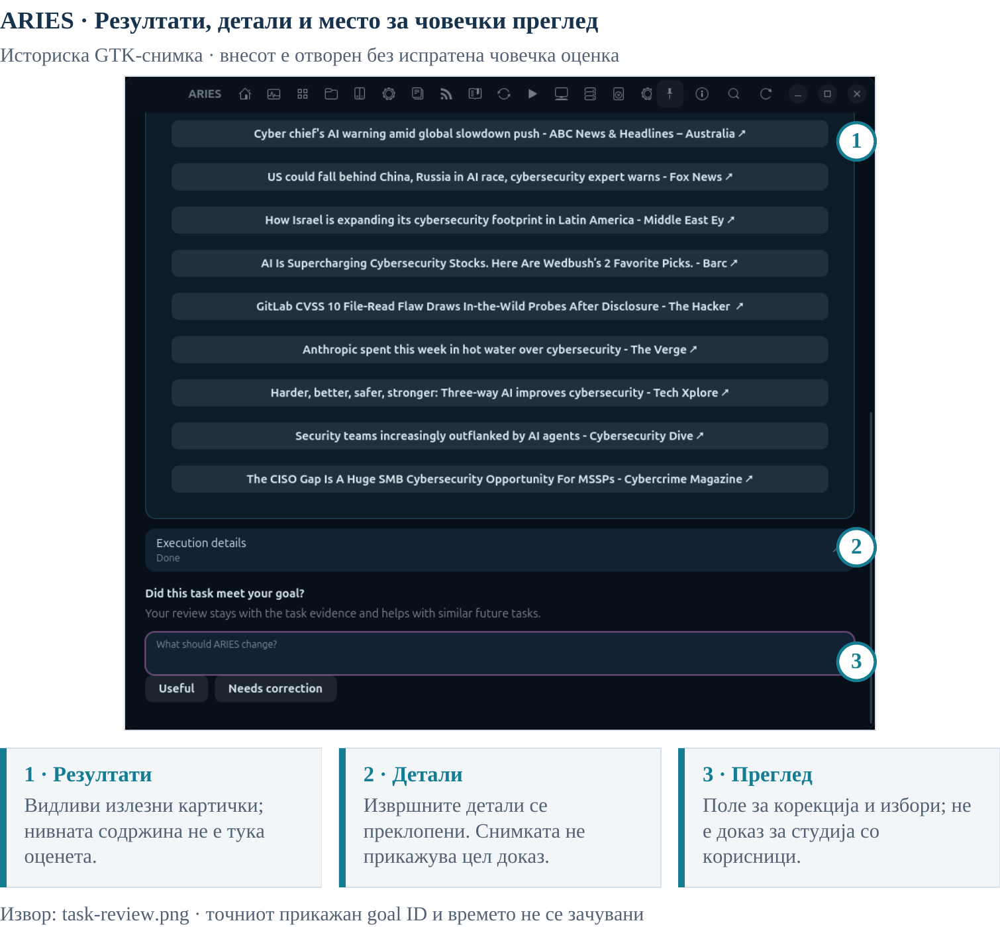 ARIES · Резултати, детали и место за човечки преглед
Историска GTK-снимка · внесот е отворен без испратена човечка оценка
ARIES
Cyber chief's AI warning amid global slowdown push - ABC News & Headlines – Australia ↗
1
US could fall behind China, Russia in AI race, cybersecurity expert warns - Fox News ↗
How Israel is expanding its cybersecurity footprint in Latin America - Middle East Ey ↗
AI Is Supercharging Cybersecurity Stocks. Here Are Wedbush’s 2 Favorite Picks. - Barc ↗
GitLab CVSS 10 File-Read Flaw Draws In-the-Wild Probes After Disclosure - The Hacker ↗
Anthropic spent this week in hot water over cybersecurity - The Verge ↗
Harder, better, safer, stronger: Three-way AI improves cybersecurity - Tech Xplore ↗
Security teams increasingly outflanked by AI agents - Cybersecurity Dive ↗
The CISO Gap Is A Huge SMB Cybersecurity Opportunity For MSSPs - Cybercrime Magazine ↗
Execution details
Done
2
Did this task meet your goal?
Your review stays with the task evidence and helps with similar future tasks.
What should ARIES change?
3
Useful
Needs correction
1 · Резултати
Видливи излезни картички;
нивната содржина не е тука
оценета.
2 · Детали
Извршните детали се
преклопени. Снимката не
прикажува цел доказ.
3 · Преглед
Поле за корекција и избори; не
е доказ за студија со
корисници.
Извор: task-review.png · точниот прикажан goal ID и времето не се зачувани